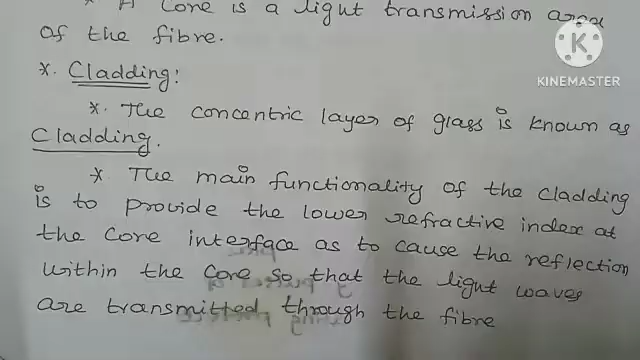 * A Core is a light transmission area
of the fibre.
*. Cladding:
*. The concentric layer of glass is known as
Cladding.
* The main functionality of the cladding
is to provide the lower refractive index at
the core interface as to cause the reflection
within the core so that the light waves
are transmitted through the fibre
K
KINEMASTER